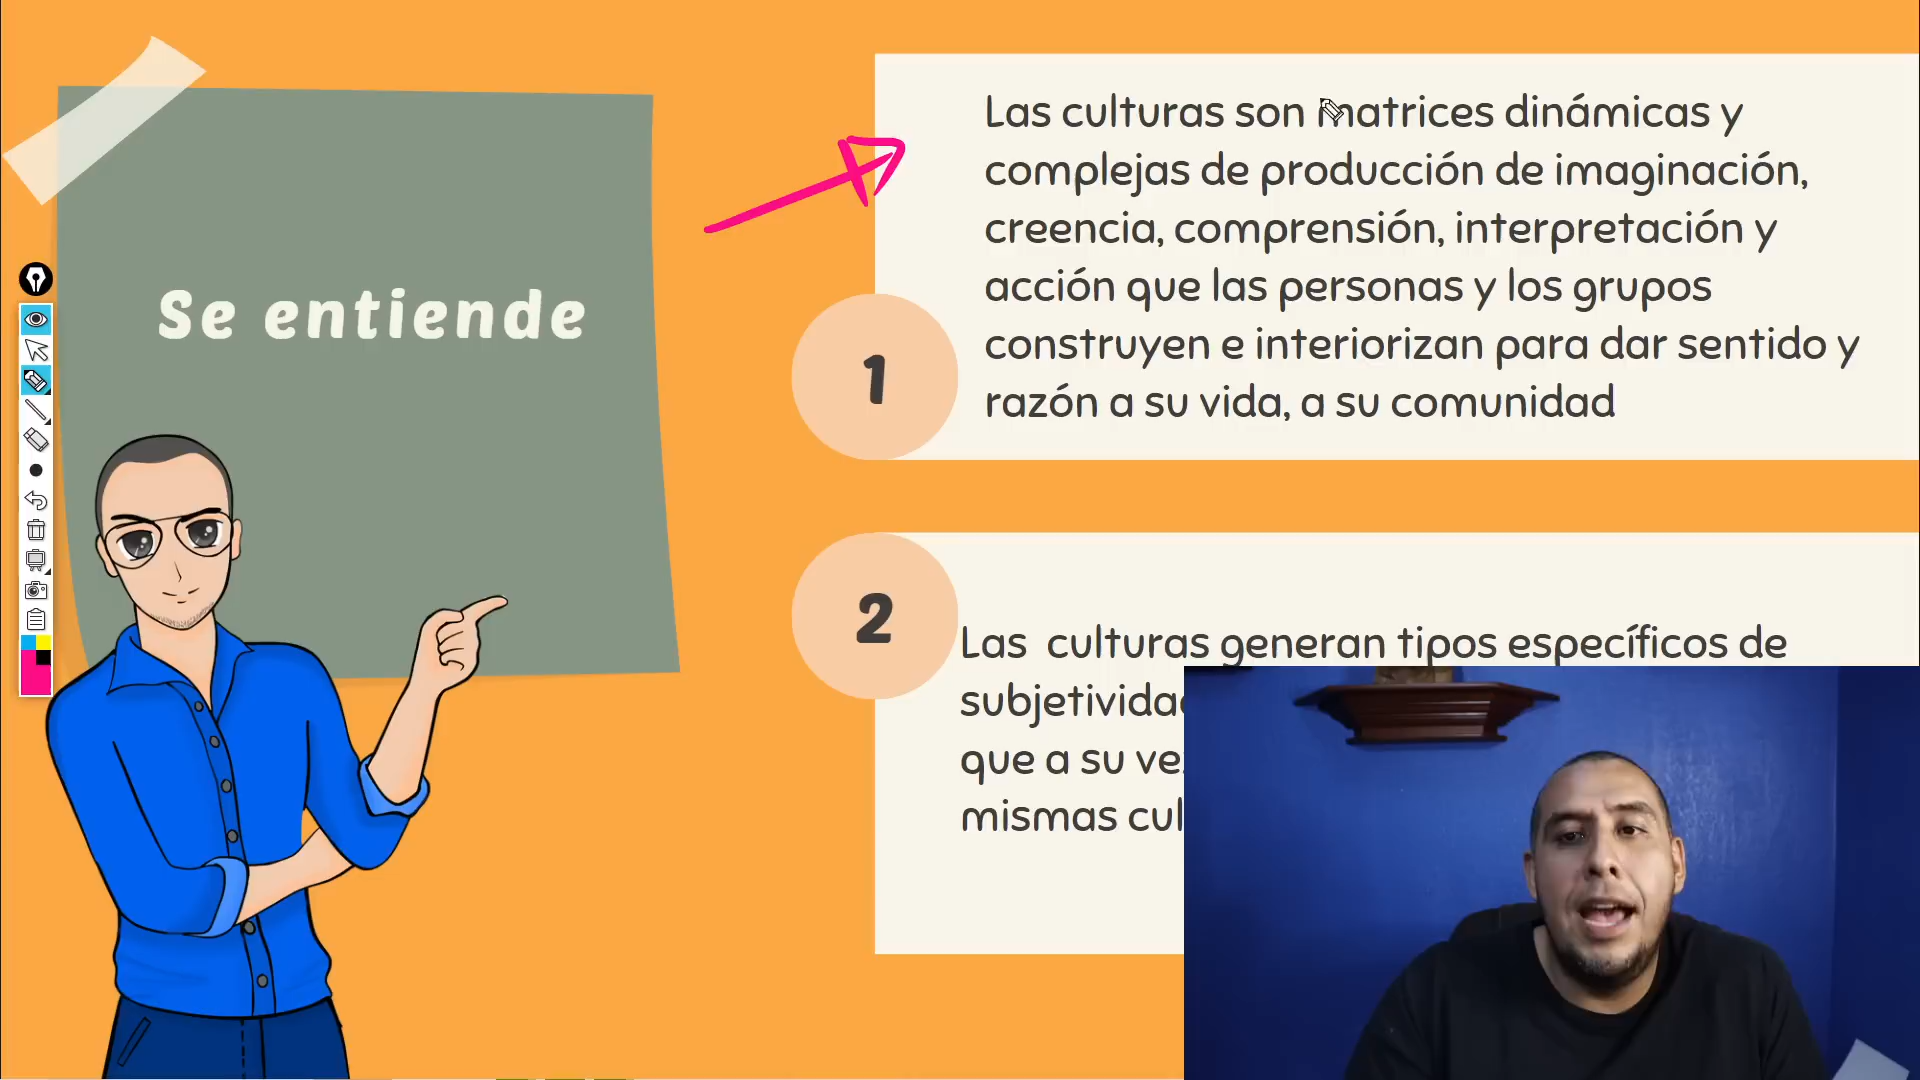 Se entiende
1
Las culturas son matrices dinámicas y
complejas de producción de imaginación,
creencia, comprensión, interpretación y
acción que las personas y los grupos
construyen e interiorizan para dar sentido y
razón a su vida, a su comunidad
2
Las culturas generan tipos específicos de
que a su
mismas